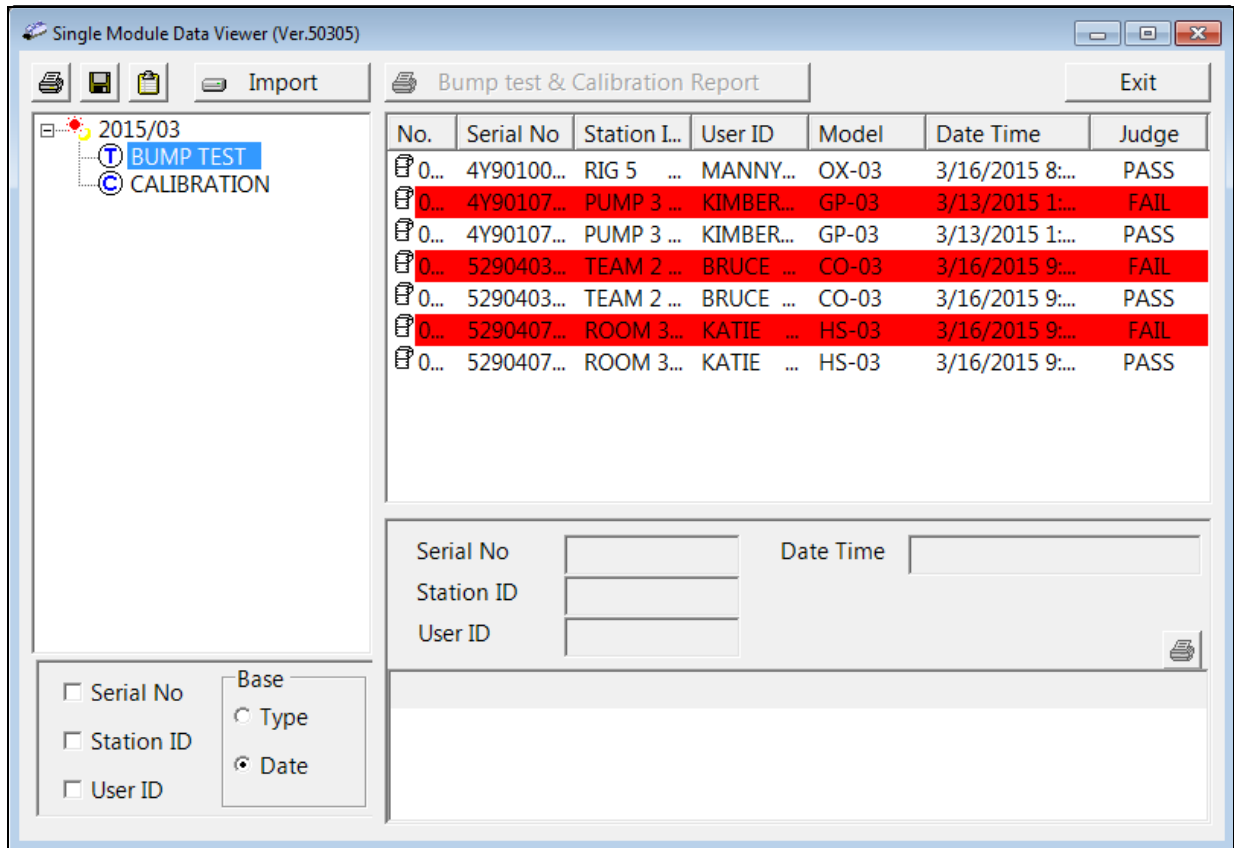 Single Module Data Viewer (Ver.50305)
Import
Bump test & Calibration Report
Exit
2015/03
T BUMP TEST
C CALIBRATION
No. Serial No Station I... User ID Model Date Time Judge
0... 4Y90100... RIG 5 ... MANNY... OX-03 3/16/2015 8:... PASS
0... 4Y90107... PUMP 3 ... KIMBER... GP-03 3/13/2015 1:... FAIL
0... 4Y90107... PUMP 3 ... KIMBER... GP-03 3/13/2015 1:... PASS
0... 5290403... TEAM 2 ... BRUCE ... CO-03 3/16/2015 9:... FAIL
0... 5290403... TEAM 2 ... BRUCE ... CO-03 3/16/2015 9:... PASS
0... 5290407... ROOM 3... KATIE ... HS-03 3/16/2015 9:... FAIL
0... 5290407... ROOM 3... KATIE ... HS-03 3/16/2015 9:... PASS
Serial No
Date Time
Station ID
User ID
Serial No
Station ID
User ID
Base
Type
Date